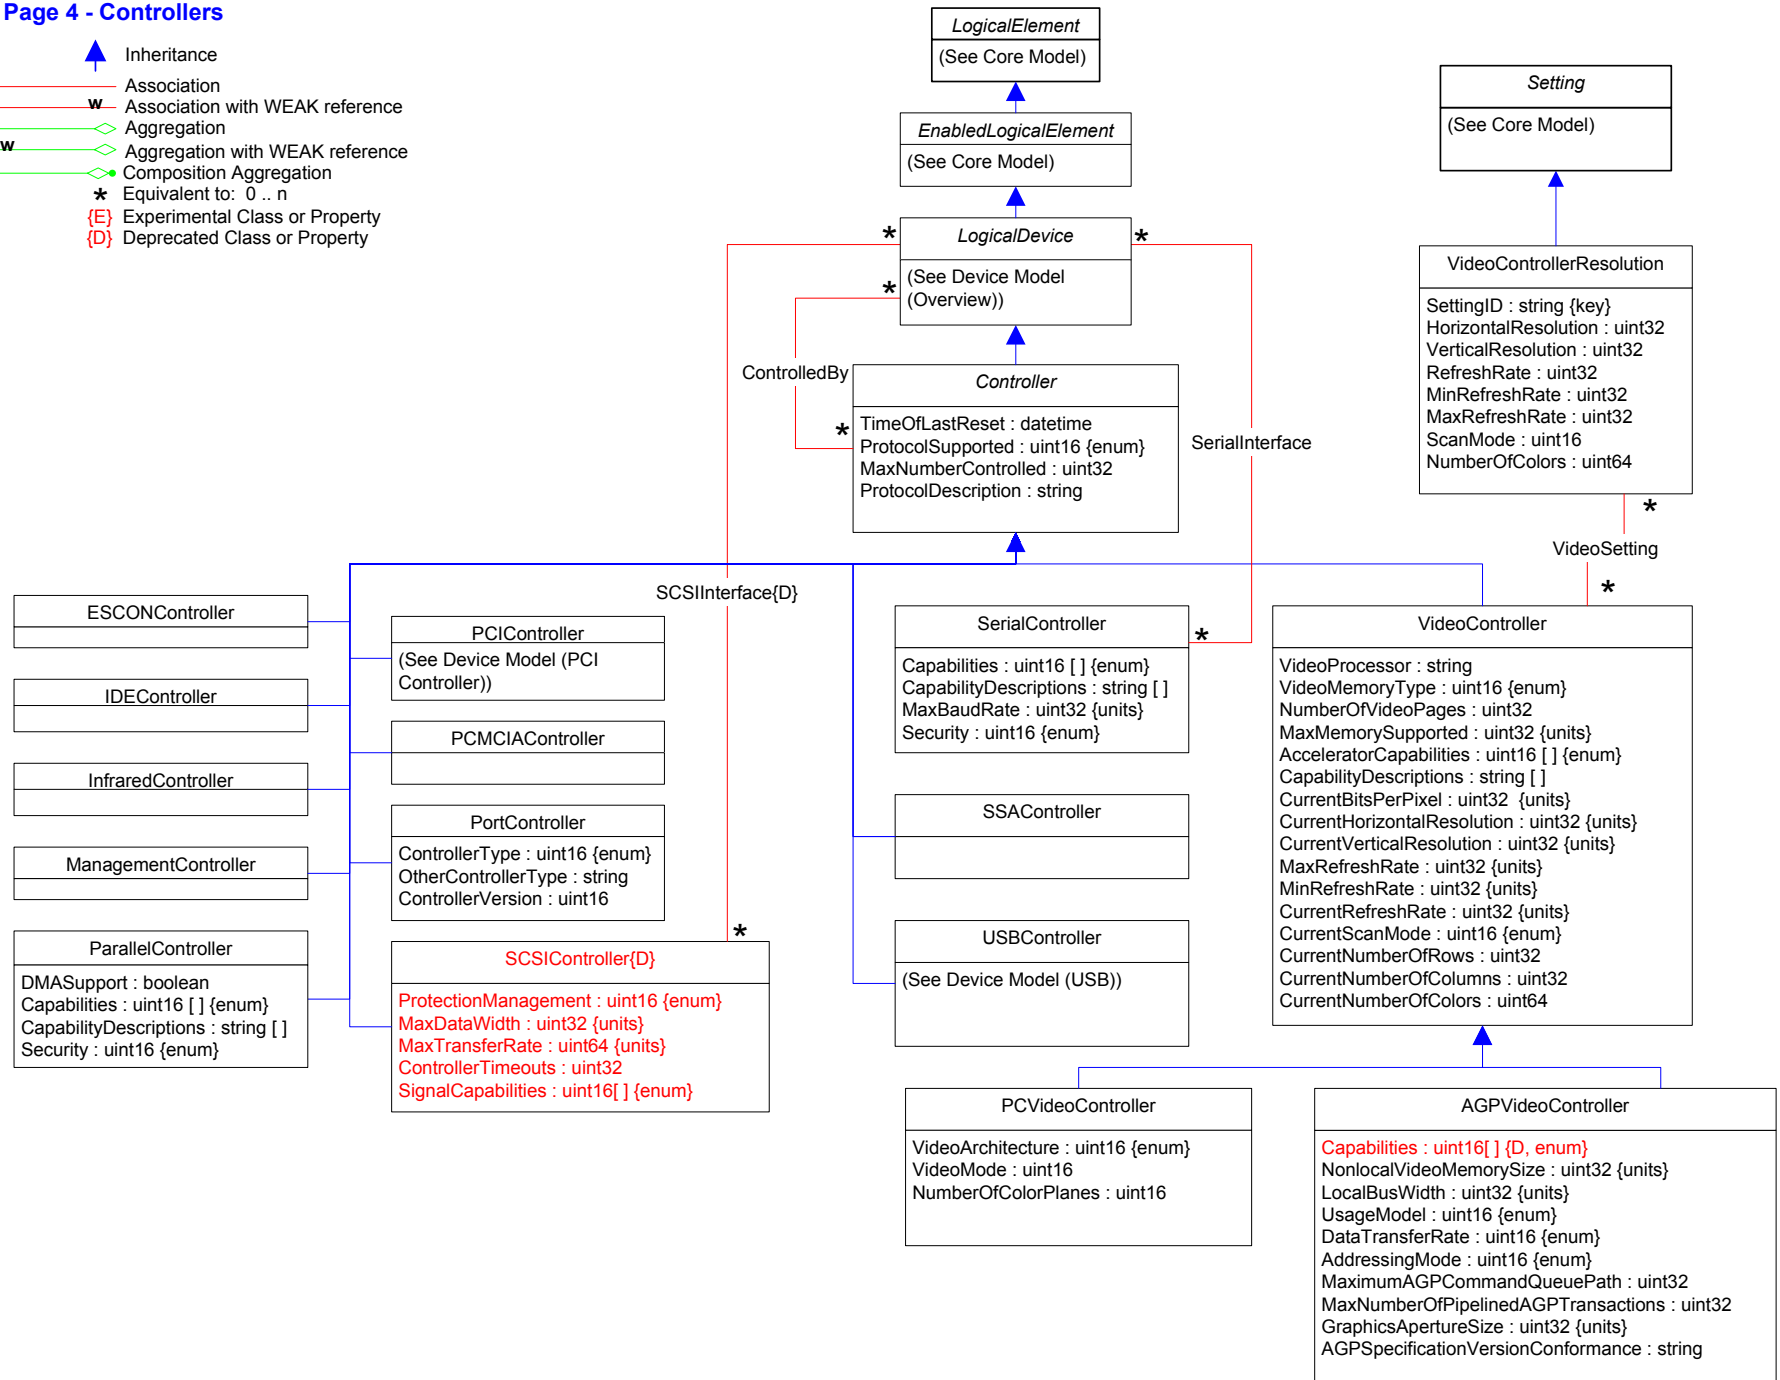 Page 4 - Controllers
Inheritance
Association
w Association with WEAK reference
Aggregation
w Aggregation with WEAK reference
Composition Aggregation
* Equivalent to: 0 .. n
{E} Experimental Class or Property
{D} Deprecated Class or Property
LogicalElement
(See Core Model)
EnabledLogicalElement
(See Core Model)
*
*
LogicalDevice
(See Device Model
(Overview))
*
ControlledBy
*
Controller
TimeOfLastReset : datetime
ProtocolSupported : uint16 {enum}
MaxNumberControlled : uint32
ProtocolDescription : string
SerialInterface
Setting
(See Core Model)
VideoControllerResolution
SettingID : string {key}
HorizontalResolution : uint32
VerticalResolution : uint32
RefreshRate : uint32
MinRefreshRate : uint32
MaxRefreshRate : uint32
ScanMode : uint16
NumberOfColors : uint64
*
VideoSetting
*
SCSIInterface{D}
ESCONController
IDEController
InfraredController
ManagementController
ParallelController
DMASupport : boolean
Capabilities : uint16 [ ] {enum}
CapabilityDescriptions : string [ ]
Security : uint16 {enum}
PCIController
(See Device Model (PCI
Controller))
PCMCIAController
PortController
ControllerType : uint16 {enum}
OtherControllerType : string
ControllerVersion : uint16
*
SCSIController{D}
ProtectionManagement : uint16 {enum}
MaxDataWidth : uint32 {units}
MaxTransferRate : uint64 {units}
ControllerTimeouts : uint32
SignalCapabilities : uint16[ ] {enum}
SerialController
*
Capabilities : uint16 [ ] {enum}
CapabilityDescriptions : string [ ]
MaxBaudRate : uint32 {units}
Security : uint16 {enum}
SSAController
USBController
(See Device Model (USB))
VideoController
VideoProcessor : string
VideoMemoryType : uint16 {enum}
NumberOfVideoPages : uint32
MaxMemorySupported : uint32 {units}
AcceleratorCapabilities : uint16 [ ] {enum}
CapabilityDescriptions : string [ ]
CurrentBitsPerPixel : uint32 {units}
CurrentHorizontalResolution : uint32 {units}
CurrentVerticalResolution : uint32 {units}
MaxRefreshRate : uint32 {units}
MinRefreshRate : uint32 {units}
CurrentRefreshRate : uint32 {units}
CurrentScanMode : uint16 {enum}
CurrentNumberOfRows : uint32
CurrentNumberOfColumns : uint32
CurrentNumberOfColors : uint64
PCVideoController
VideoArchitecture : uint16 {enum}
VideoMode : uint16
NumberOfColorPlanes : uint16
AGPVideoController
Capabilities : uint16[ ] {D, enum}
NonlocalVideoMemorySize : uint32 {units}
LocalBusWidth : uint32 {units}
UsageModel : uint16 {enum}
DataTransferRate : uint16 {enum}
AddressingMode : uint16 {enum}
MaximumAGPCommandQueuePath : uint32
MaxNumberOfPipelinedAGPTransactions : uint32
GraphicsApertureSize : uint32 {units}
AGPSpecificationVersionConformance : string